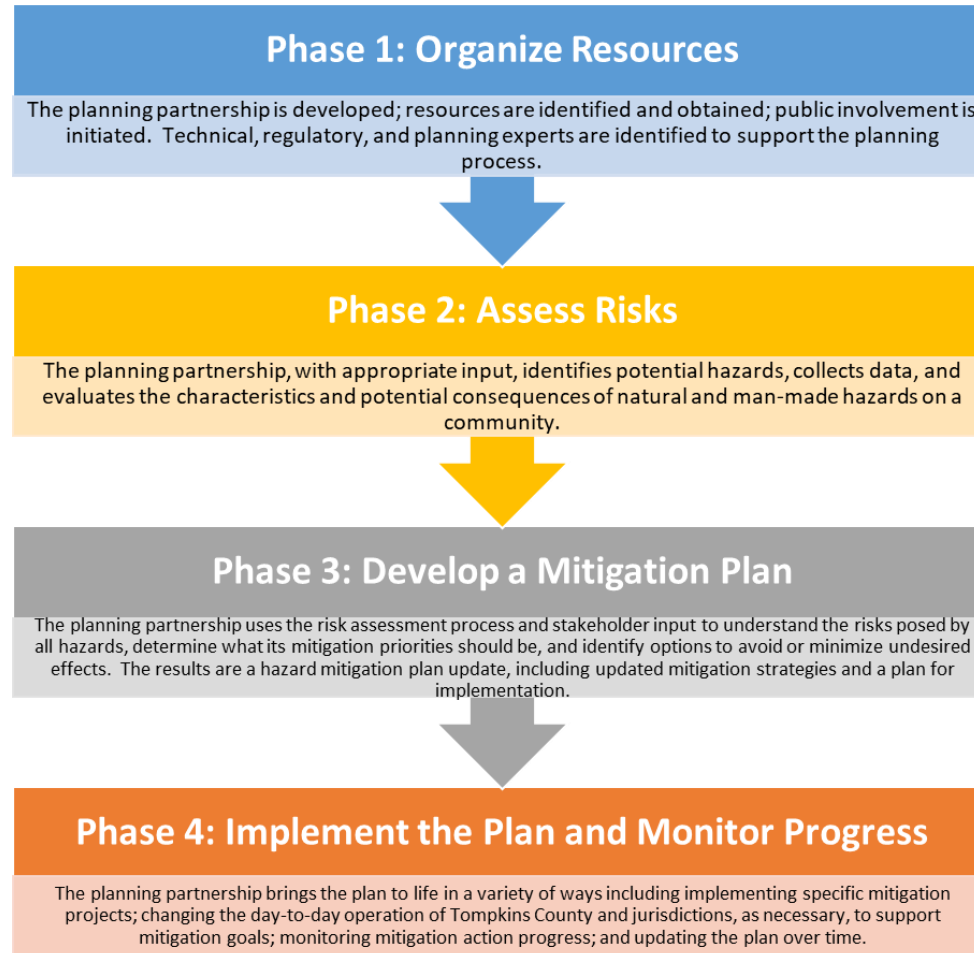 Phase 1: Organize Resources
The planning partnership is developed; resources are identified and obtained; public involvement is
initiated.  Technical, regulatory, and planning experts are identified to support the planning
process.
Phase 2: Assess Risks
The planning partnership, with appropriate input, identifies potential hazards, collects data, and
evaluates the characteristics and potential consequences of natural and man-made hazards on a
community.
Phase 3: Develop a Mitigation Plan
The planning partnership uses the risk assessment process and stakeholder input to understand the risks posed by
all hazards, determine what its mitigation priorities should be, and identify options to avoid or minimize undesired
effects.  The results are a hazard mitigation plan update, including updated mitigation strategies and a plan for
implementation.
Phase 4: Implement the Plan and Monitor Progress
The planning partnership brings the plan to life in a variety of ways including implementing specific mitigation
projects; changing the day-to-day operation of Tompkins County and jurisdictions, as necessary, to support
mitigation goals; monitoring mitigation action progress; and updating the plan over time.